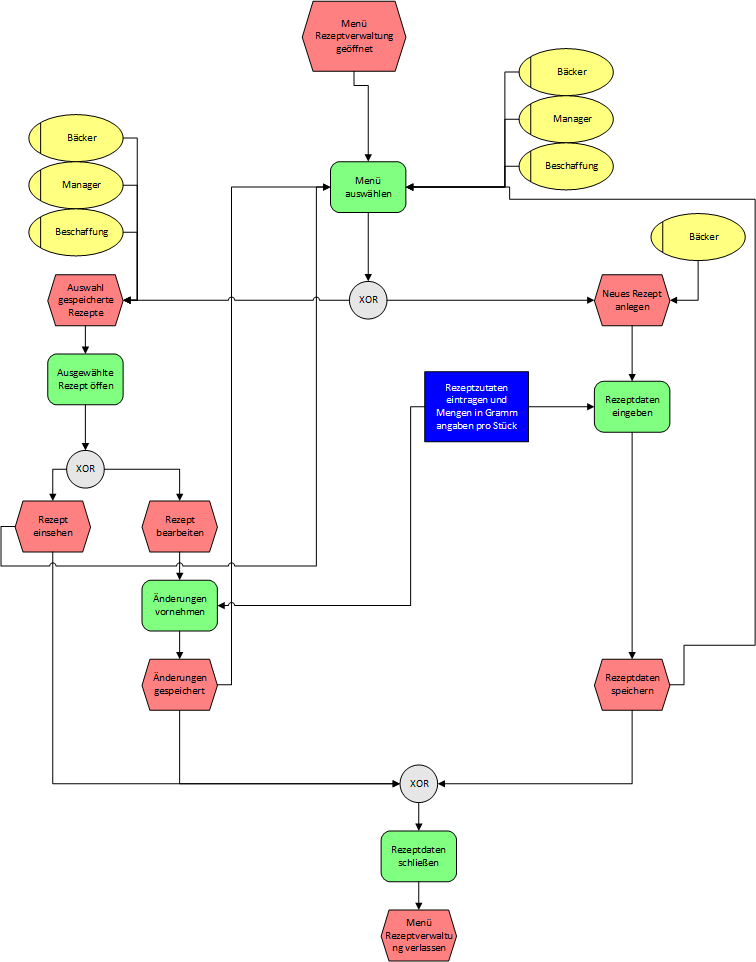 Menü
Rezeptverwaltung
geöffnet
Bäcker
Manager
Beschaffung
Bäcker
Manager
Beschaffung
Menü
auswählen
Bäcker
Auswahl
gespeicherte
Rezepte
XOR
Neues Rezept
anlegen
Ausgewählte
Rezept öffen
Rezeptzutaten
eintragen und
Mengen in Gramm
angaben pro Stück
Rezeptdaten
eingeben
XOR
Rezept
einsehen
Rezept
bearbeiten
Änderungen
vornehmen
Änderungen
gespeichert
Rezeptdaten
speichern
XOR
Rezeptdaten
schließen
Menü
Rezeptverwaltu
ng verlassen